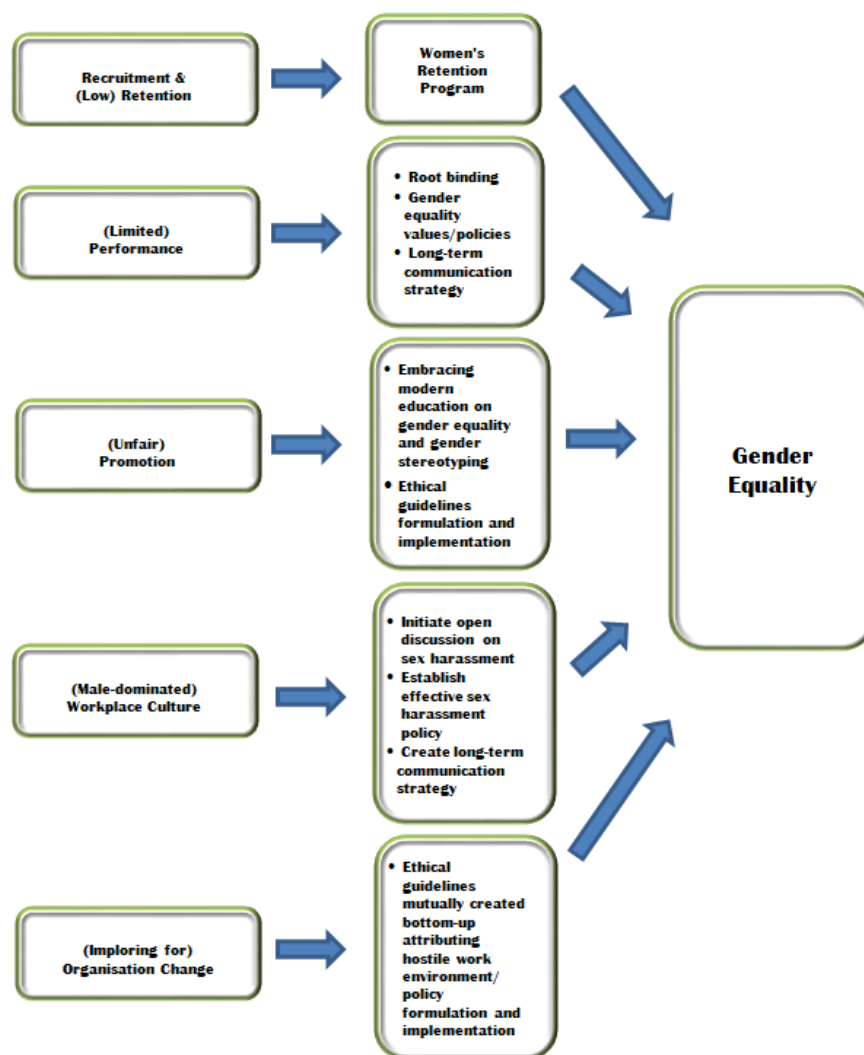 Recruitment &
(Low) Retention
Women's
Retention
Program
(Limited)
Performance
• Root binding
• Gender
equality
values/policies
• Long-term
communication
strategy
(Unfair)
Promotion
• Embracing
modern
education on
gender equality
and gender
stereotyping
• Ethical
guidelines
formulation and
implementation
Gender
Equality
(Male-dominated)
Workplace Culture
• Initiate open
discussion on
sex harassment
• Establish
effective sex
harassment
policy
• Create long-term
communication
strategy
(Imploring for)
Organisation Change
• Ethical
guidelines
mutually created
bottom-up
attributing
hostile work
environment/
policy
formulation and
implementation